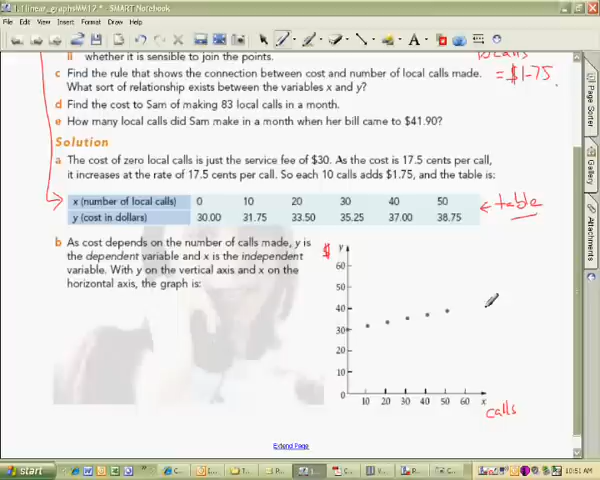 1.1linear_graphsMM17 * - SMART Notebook
File Edit View Insert Format Draw Help
ii whether it is sensible to join the points.
10 calls
= $1-75
c Find the rule that shows the connection between cost and number of local calls made.
What sort of relationship exists between the variables x and y?
d Find the cost to Sam of making 83 local calls in a month.
e How many local calls did Sam make in a month when her bill came to $41.90?
Solution
a The cost of zero local calls is just the service fee of $30. As the cost is 17.5 cents per call,
it increases at the rate of 17.5 cents per call. So each 10 calls adds $1.75, and the table is:
x (number of local calls) 0 10 20 30 40 50
y (cost in dollars) 30.00 31.75 33.50 35.25 37.00 38.75
← table
b As cost depends on the number of calls made, y is
the dependent variable and x is the independent
variable. With y on the vertical axis and x on the
horizontal axis, the graph is:
$ y
60
50
40
30
20
10
0
10 20 30 40 50 60 x
calls
Extend Page
Page Sorter
Gallery
Attachments
start
10:51 AM